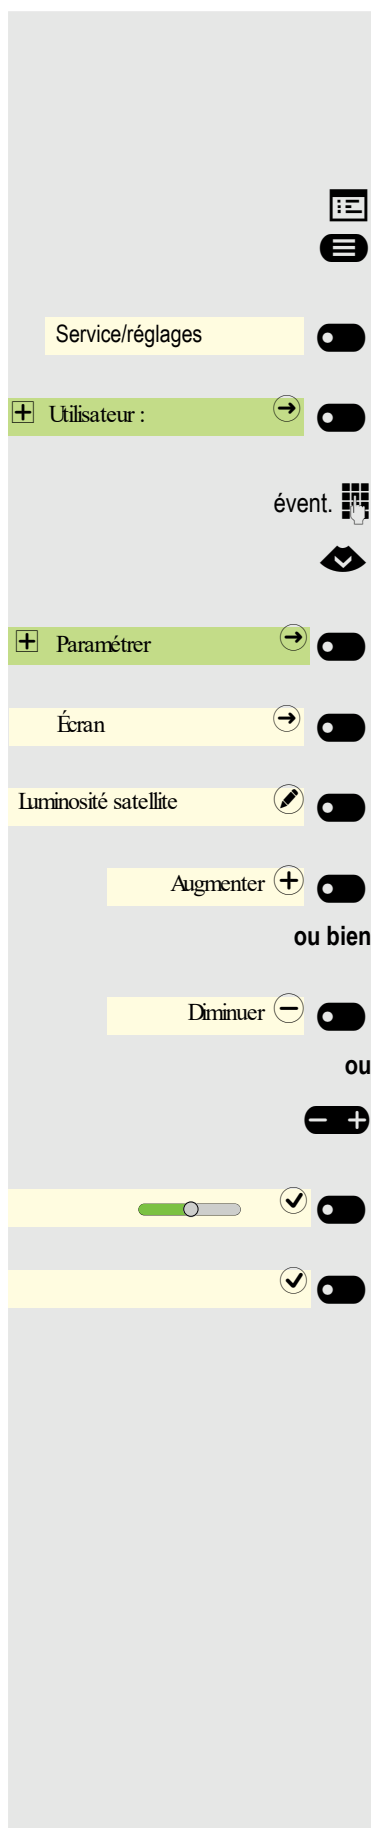 Service/réglages
Utilisateur :
évent.
Paramétrer
Écran
Luminosité satellite
Augmenter
ou bien
Diminuer
ou